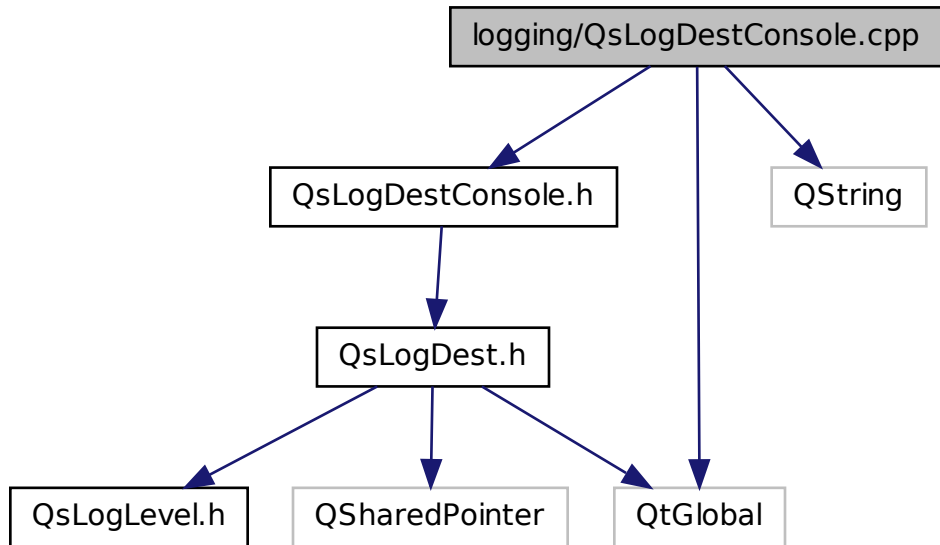 logging/QsLogDestConsole.cpp
QsLogDestConsole.h
QString
QsLogDest.h
QsLogLevel.h
QSharedPointer
QtGlobal